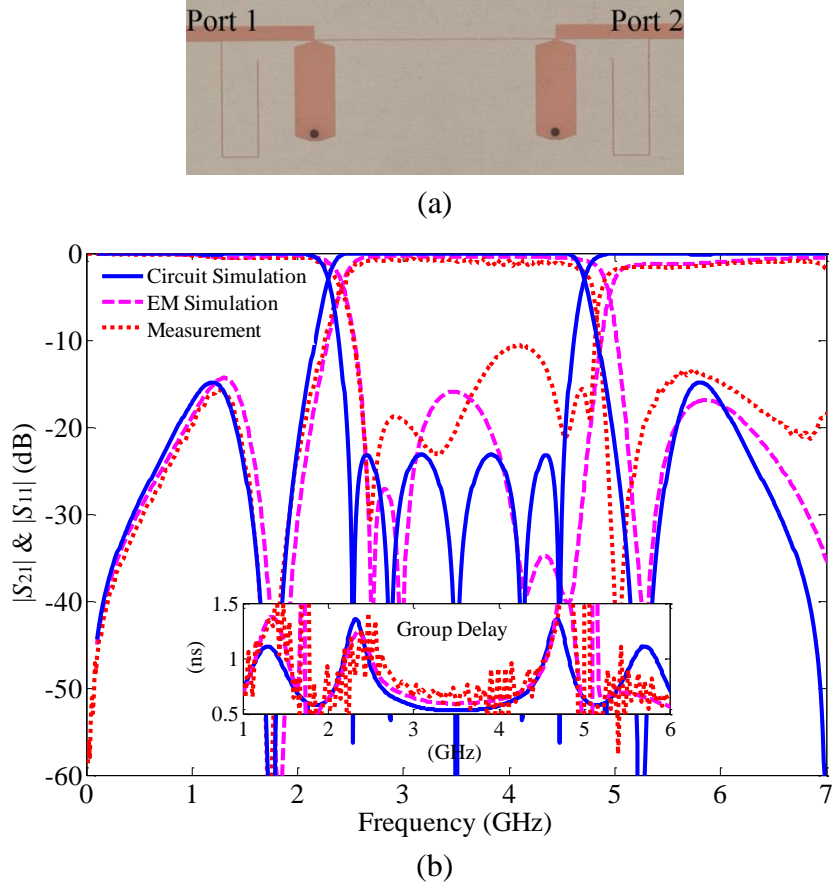 Port 1
Port 2
(a)
0
-10
-20
-30
-40
-50
-60
|S21| & |S11| (dB)
Circuit Simulation
EM Simulation
Measurement
1.5
1
0.5
(ns)
Group Delay
1 2 3 4 5 6
(GHz)
0 1 2 3 4 5 6 7
Frequency (GHz)
(b)